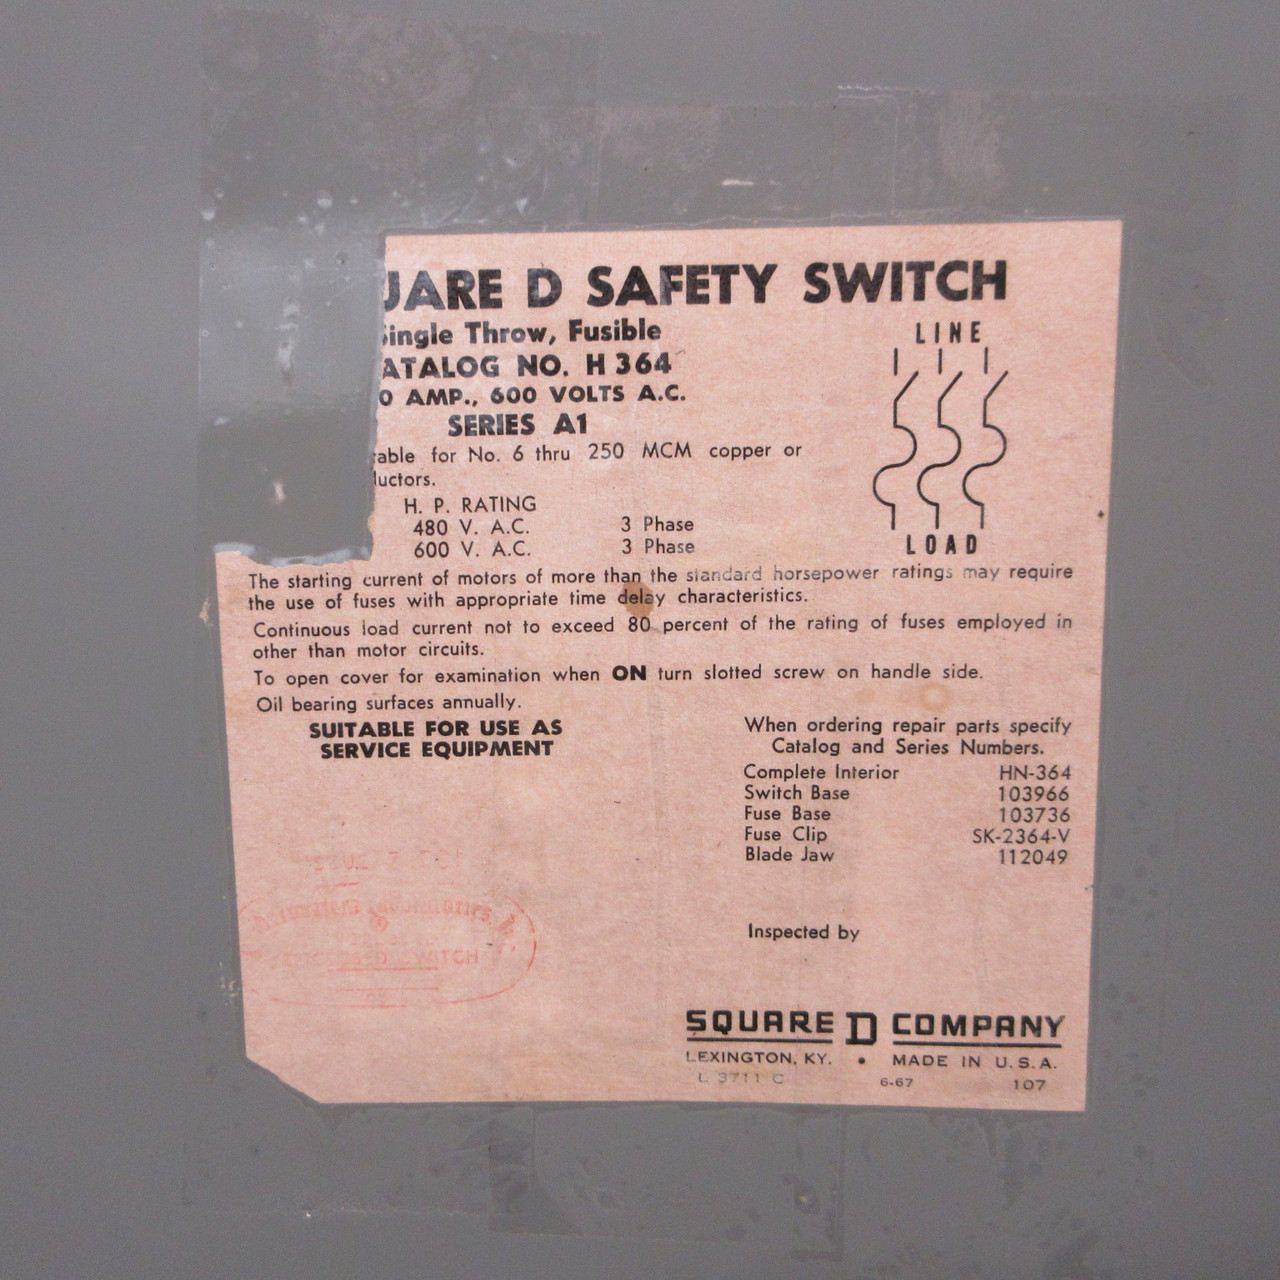 UARE D SAFETY SWITCH
Single Throw, Fusible
ATALOG NO. H 364
0 AMP., 600 VOLTS A.C.
SERIES A1
table for No. 6 thru 250 MCM copper or
ductors.
H. P. RATING
480 V. A.C. 3 Phase
600 V. A.C. 3 Phase
LINE
LOAD
The starting current of motors of more than the standard horsepower ratings may require
the use of fuses with appropriate time delay characteristics.
Continuous load current not to exceed 80 percent of the rating of fuses employed in
other than motor circuits.
To open cover for examination when ON turn slotted screw on handle side.
Oil bearing surfaces annually.
SUITABLE FOR USE AS
SERVICE EQUIPMENT
When ordering repair parts specify
Catalog and Series Numbers.
Complete Interior HN-364
Switch Base 103966
Fuse Base 103736
Fuse Clip SK-2364-V
Blade Jaw 112049
Underwriters Laboratories, Inc.
SWITCH
Inspected by
SQUARE D COMPANY
LEXINGTON, KY. • MADE IN U.S.A.
L 3711 C 6-67 107